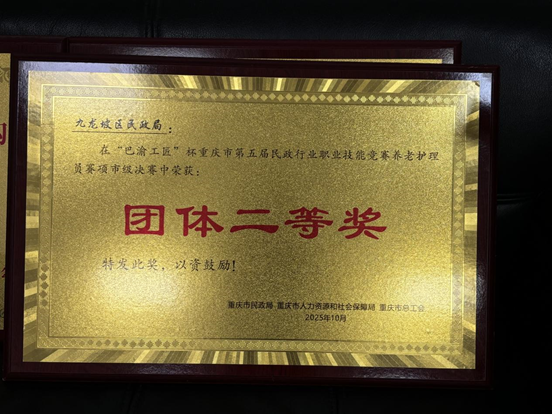 九龙坡区民政局：
在“巴渝工匠”杯重庆市第五届民政行业职业技能竞赛养老护理
员赛项市级决赛中荣获：
团体二等奖
特发此奖，以资鼓励！
重庆市民政局 重庆市人力资源和社会保障局 重庆市总工会
2025年10月